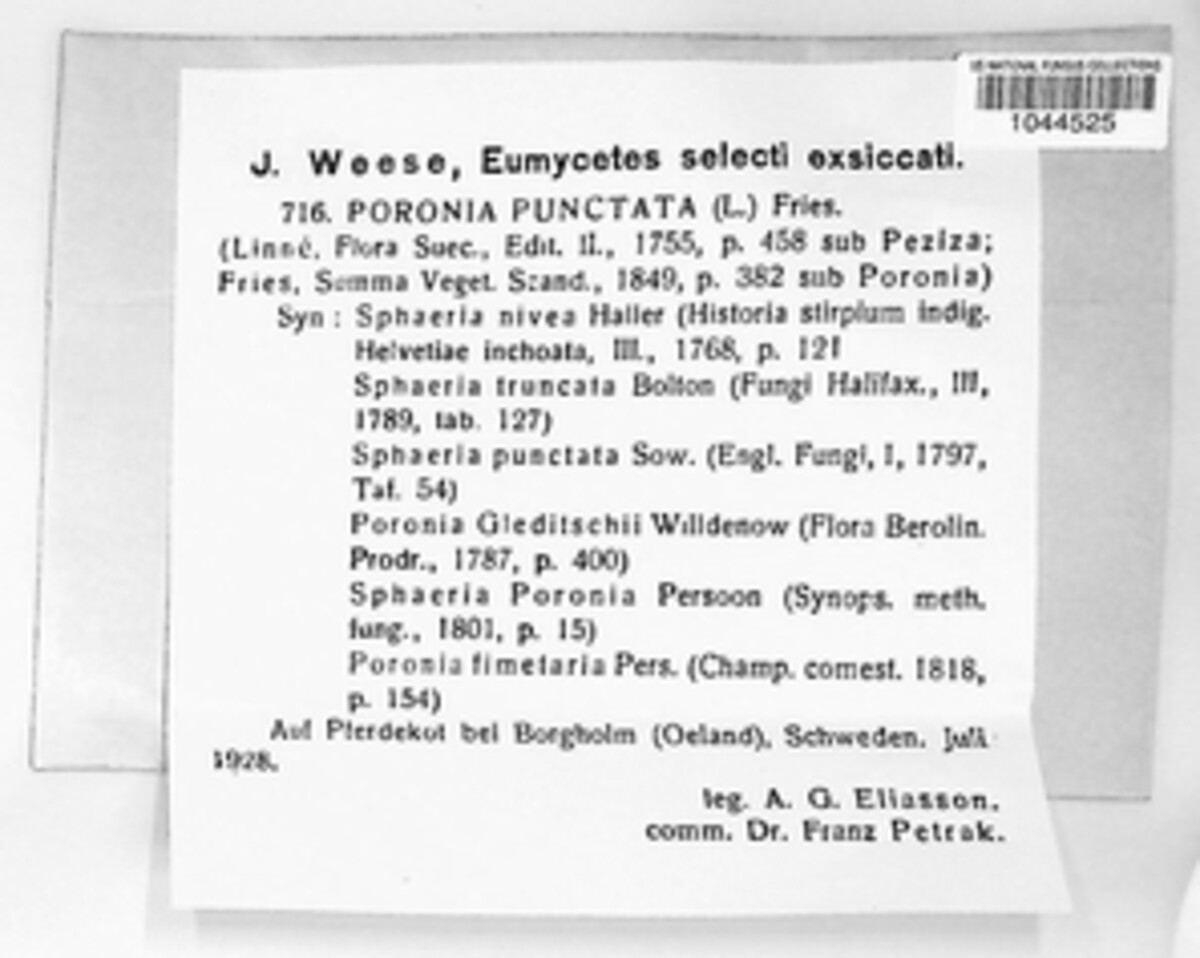 US NATIONAL FUNGUS COLLECTIONS
1044525
J. Weese, Eumycetes selecti exsiccati.
716. PORONIA PUNCTATA (L.) Fries.
(Linné, Flora Suec., Edit. II., 1755, p. 458 sub Peziza;
Fries, Summa Veget. Scand., 1849, p. 382 sub Poronia)
Syn : Sphaeria nivea Haller (Historia stirpium indig.
Helvetiae inchoata, III., 1768, p. 121
Sphaeria truncata Bolton (Fungi Halifax., III,
1789, tab. 127)
Sphaeria punctata Sow. (Engl. Fungi, I, 1797,
Taf. 54)
Poronia Gleditschii Willdenow (Flora Berolin.
Prodr., 1787, p. 400)
Sphaeria Poronia Persoon (Synops. meth.
fung., 1801, p. 15)
Poronia fimetaria Pers. (Champ. comest. 1818,
p. 154)
Auf Pferdekot bei Borgholm (Oeland), Schweden. Juli
1928.
leg. A. G. Eliasson.
comm. Dr. Franz Petrak.